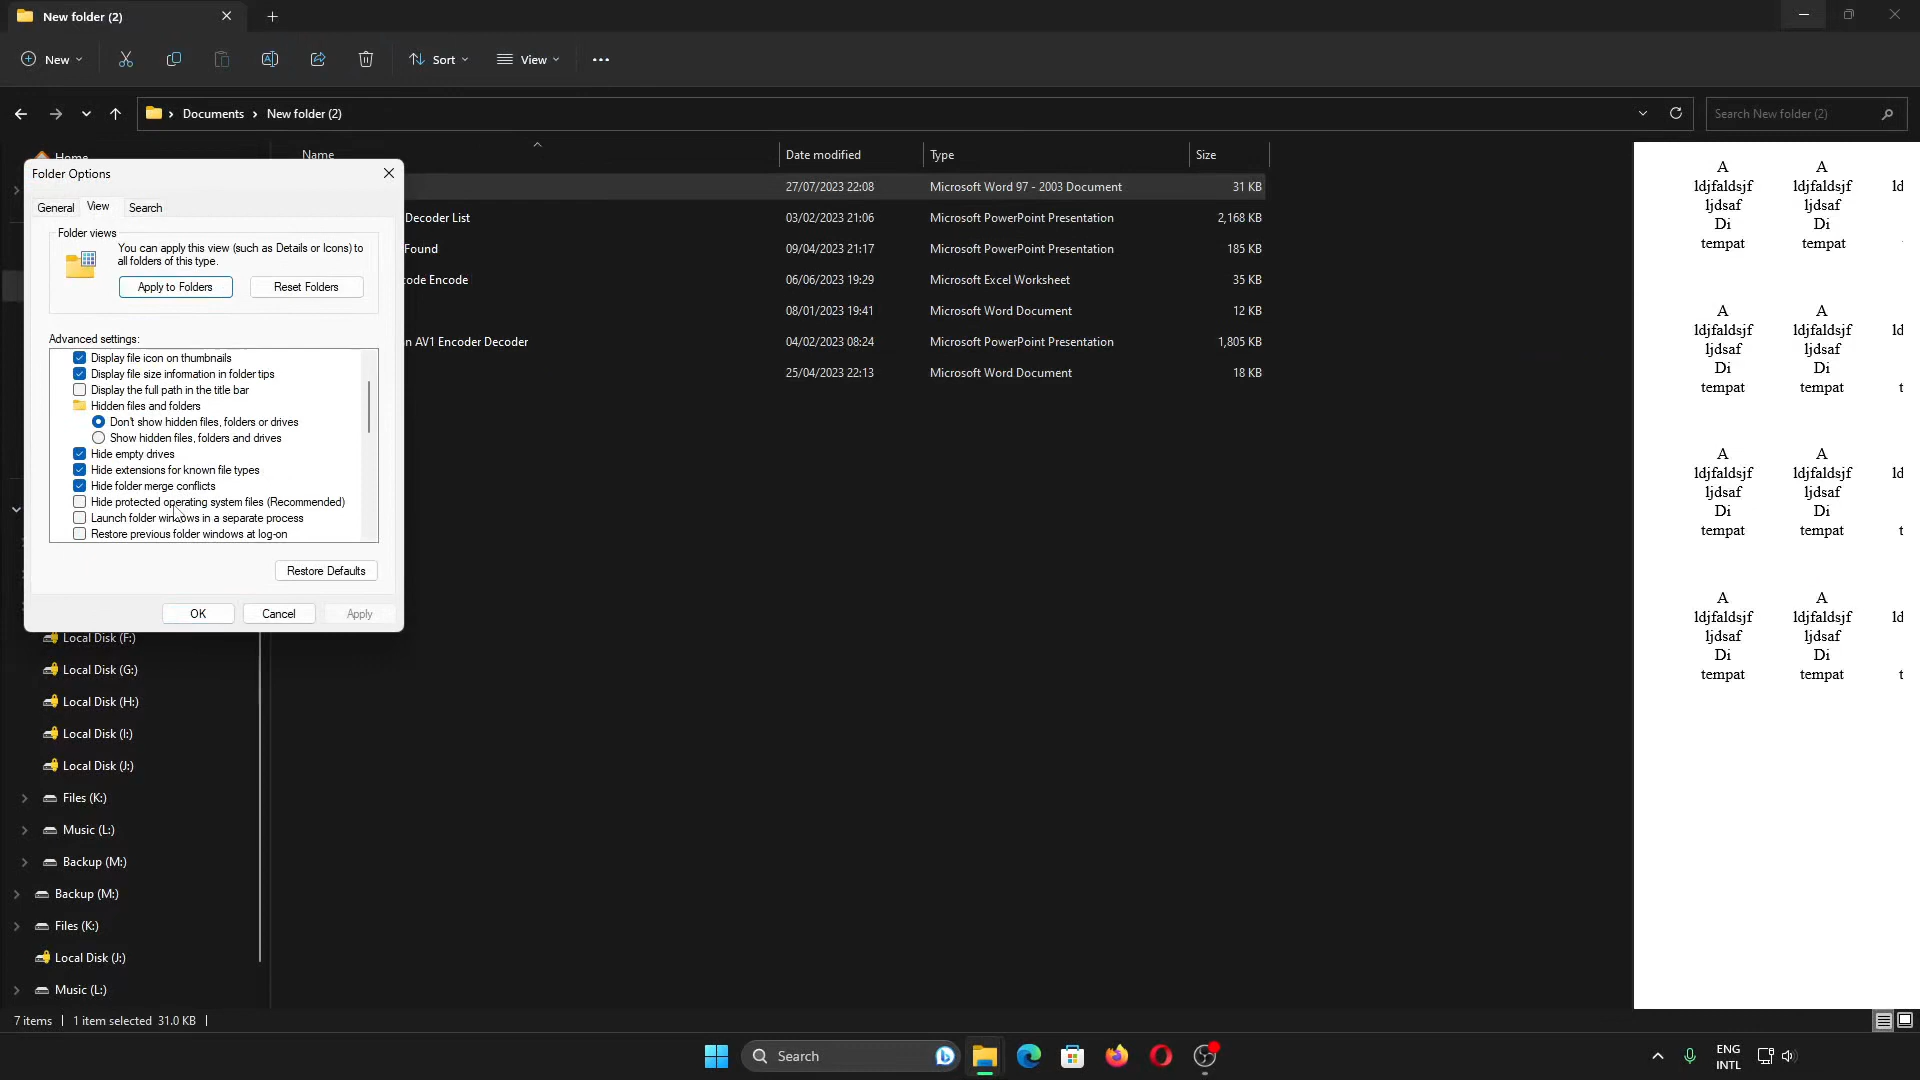 New folder (2)
New
Sort
View
Documents
New folder (2)
Search New folder (2)
Home
Name
Date modified
Type
Size
27/07/2023 22:08
Microsoft Word 97 - 2003 Document
31 KB
Decoder List
03/02/2023 21:06
Microsoft PowerPoint Presentation
2,168 KB
Found
09/04/2023 21:17
Microsoft PowerPoint Presentation
185 KB
ode Encode
06/06/2023 19:29
Microsoft Excel Worksheet
35 KB
08/01/2023 19:41
Microsoft Word Document
12 KB
n AV1 Encoder Decoder
04/02/2023 08:24
Microsoft PowerPoint Presentation
1,805 KB
25/04/2023 22:13
Microsoft Word Document
18 KB
Folder Options
General
View
Search
Folder views
You can apply this view (such as Details or Icons) to
all folders of this type.
Apply to Folders
Reset Folders
Advanced settings:
Display file icon on thumbnails
Display file size information in folder tips
Display the full path in the title bar
Hidden files and folders
Don't show hidden files, folders or drives
Show hidden files, folders and drives
Hide empty drives
Hide extensions for known file types
Hide folder merge conflicts
Hide protected operating system files (Recommended)
Launch folder windows in a separate process
Restore previous folder windows at log-on
Restore Defaults
OK
Cancel
Apply
Local Disk (F:)
Local Disk (G:)
Local Disk (H:)
Local Disk (I:)
Local Disk (J:)
Files (K:)
Music (L:)
Backup (M:)
Backup (M:)
Files (K:)
Local Disk (J:)
Music (L:)
A A
ldjfaldsjf ldjfaldsjf ld
ljdsaf ljdsaf
Di Di
tempat tempat
A A
ldjfaldsjf ldjfaldsjf ld
ljdsaf ljdsaf
Di Di
tempat tempat t
A A
ldjfaldsjf ldjfaldsjf ld
ljdsaf ljdsaf
Di Di
tempat tempat t
A A
ldjfaldsjf ldjfaldsjf ld
ljdsaf ljdsaf
Di Di
tempat tempat t
7 items
1 item selected 31.0 KB
Search
ENG
INTL